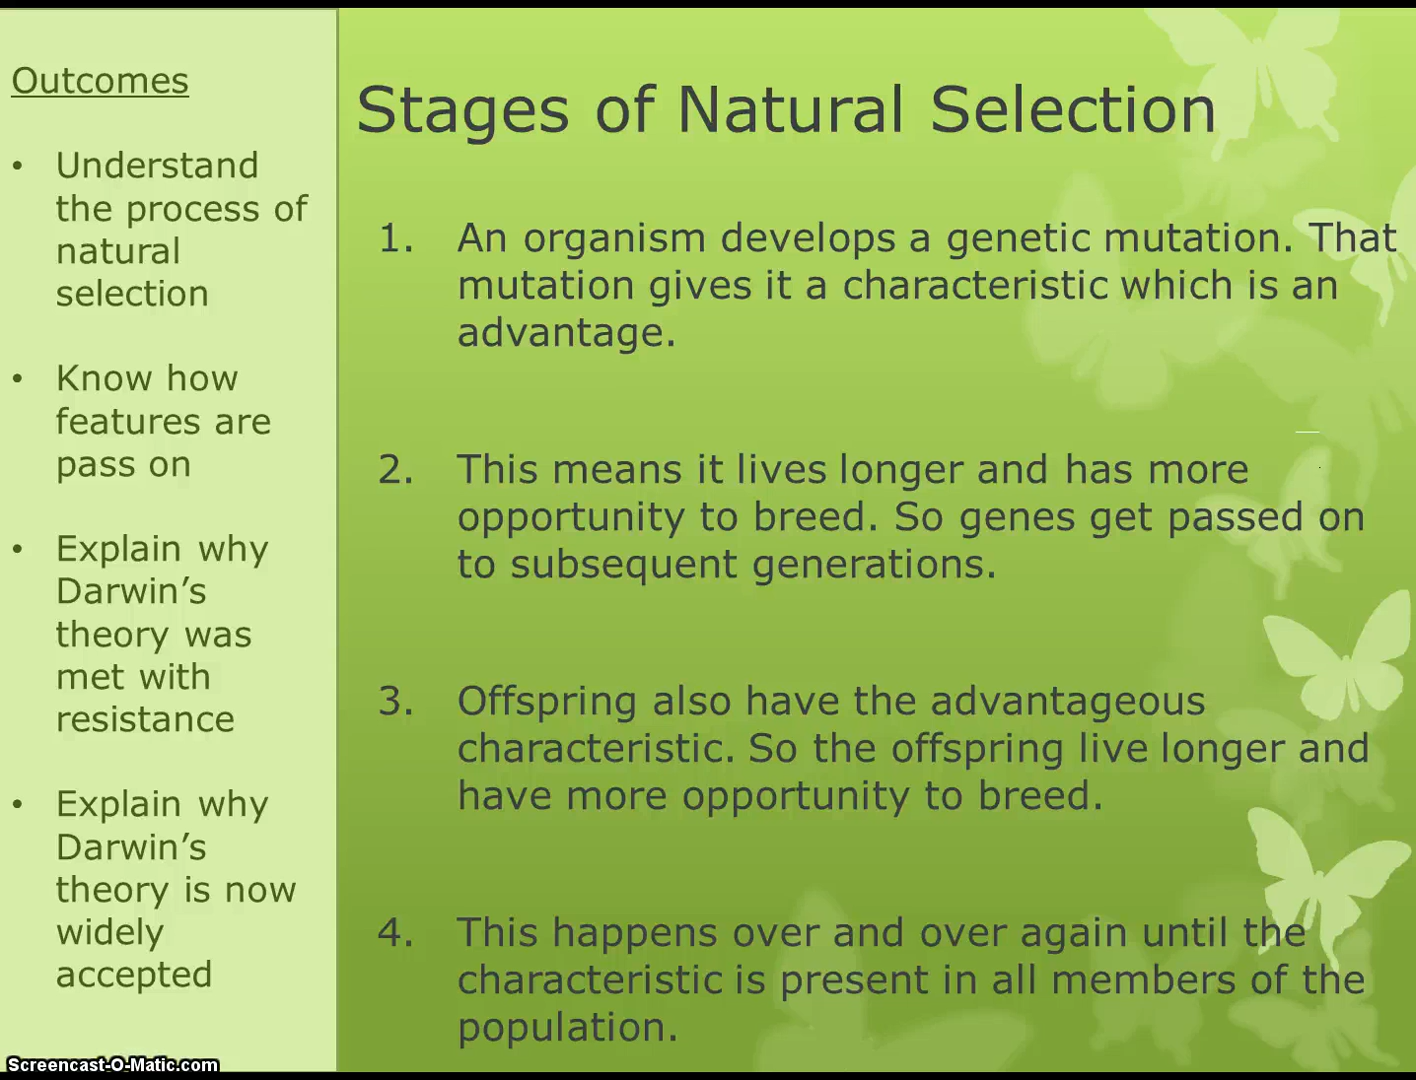 Outcomes
• Understand
the process of
natural
selection
• Know how
features are
pass on
• Explain why
Darwin’s
theory was
met with
resistance
• Explain why
Darwin’s
theory is now
widely
accepted
Stages of Natural Selection
1. An organism develops a genetic mutation. That
mutation gives it a characteristic which is an
advantage.
2. This means it lives longer and has more
opportunity to breed. So genes get passed on
to subsequent generations.
3. Offspring also have the advantageous
characteristic. So the offspring live longer and
have more opportunity to breed.
4. This happens over and over again until the
characteristic is present in all members of the
population.
Screencast-O-Matic.com